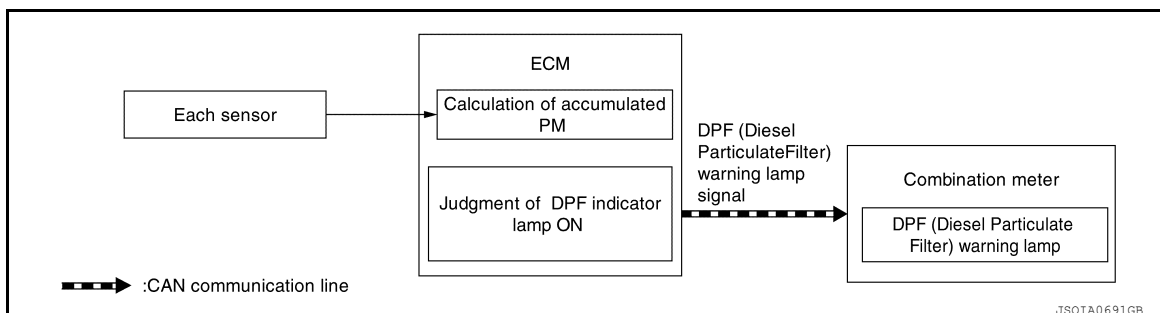 ECM
Each sensor
Calculation of accumulated
PM
DPF (Diesel
ParticulateFilter)
warning lamp
signal
Judgment of DPF indicator
lamp ON
Combination meter
DPF (Diesel Particulate
Filter) warning lamp
:CAN communication line
JSOIA0691GB